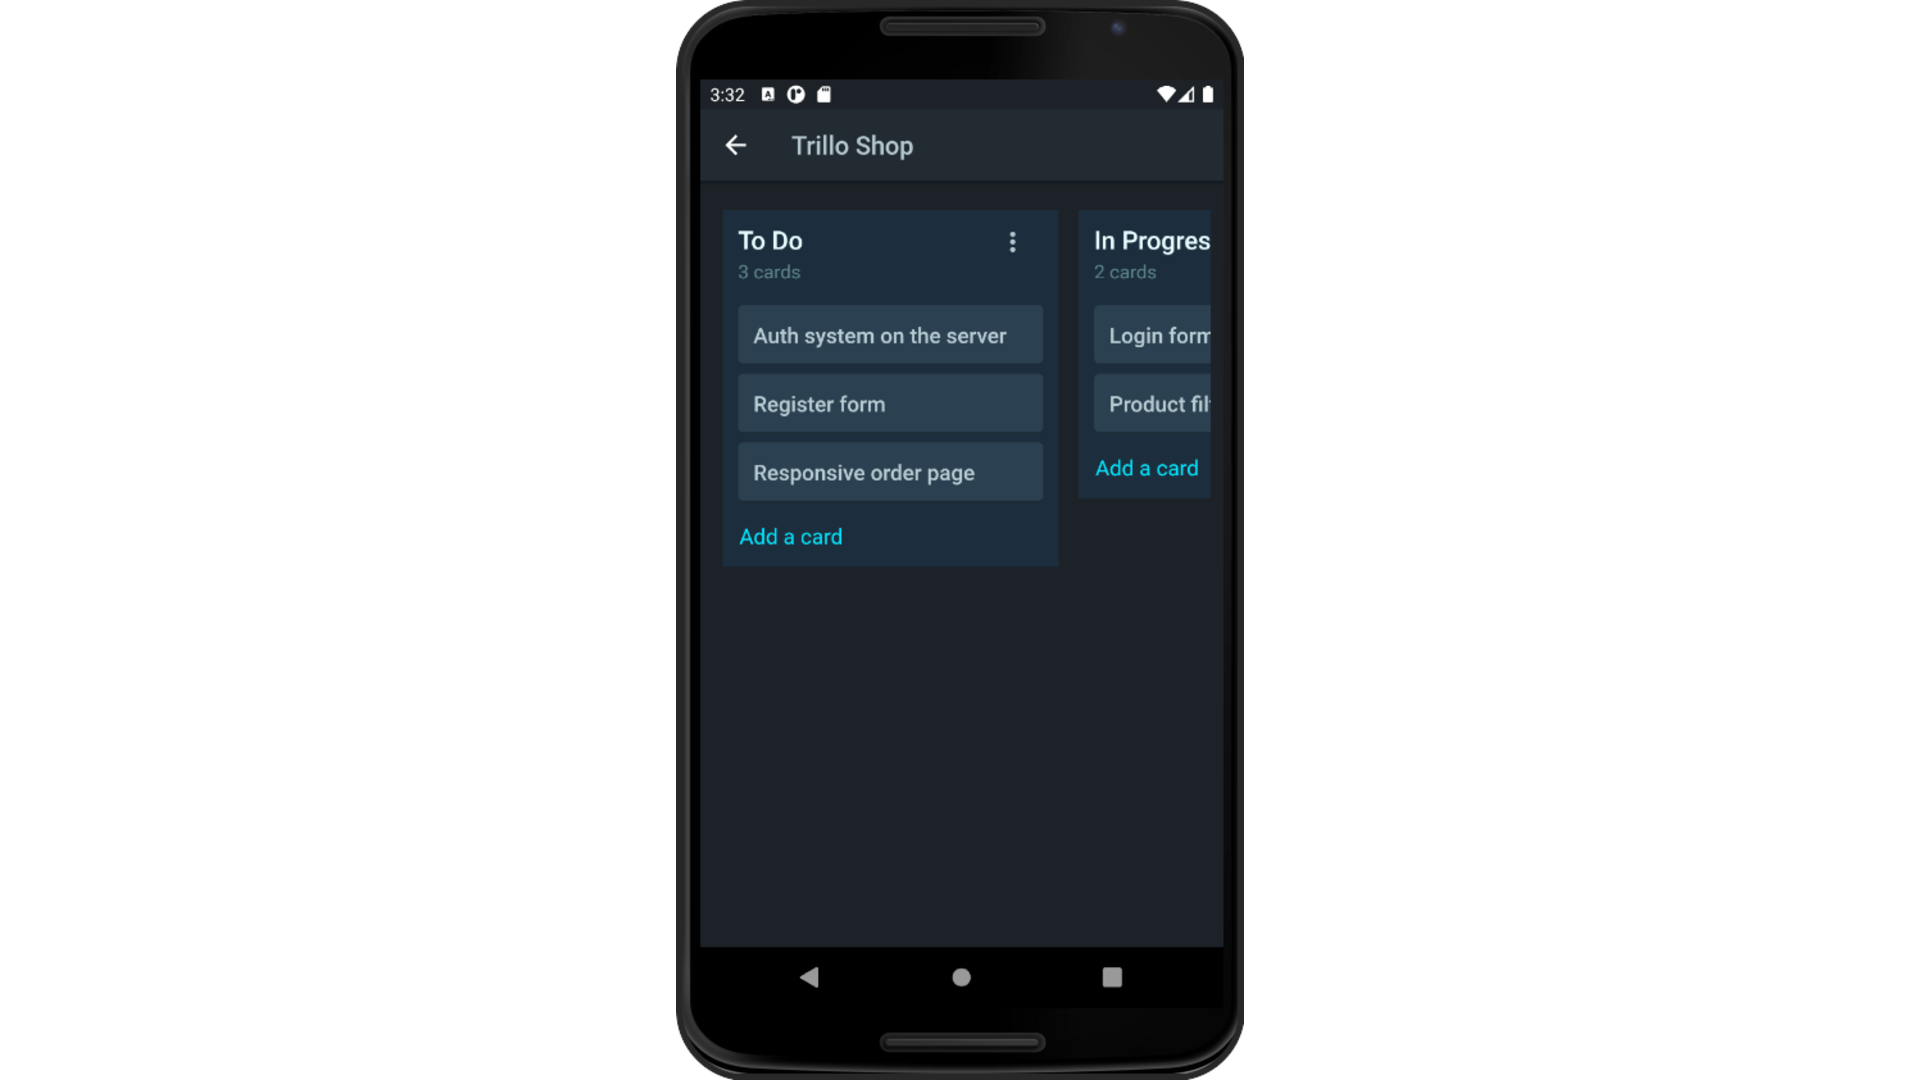 3:32
Trillo Shop
To Do
3 cards
Auth system on the server
Register form
Responsive order page
Add a card
In Progres
2 cards
Login form
Product fil
Add a card